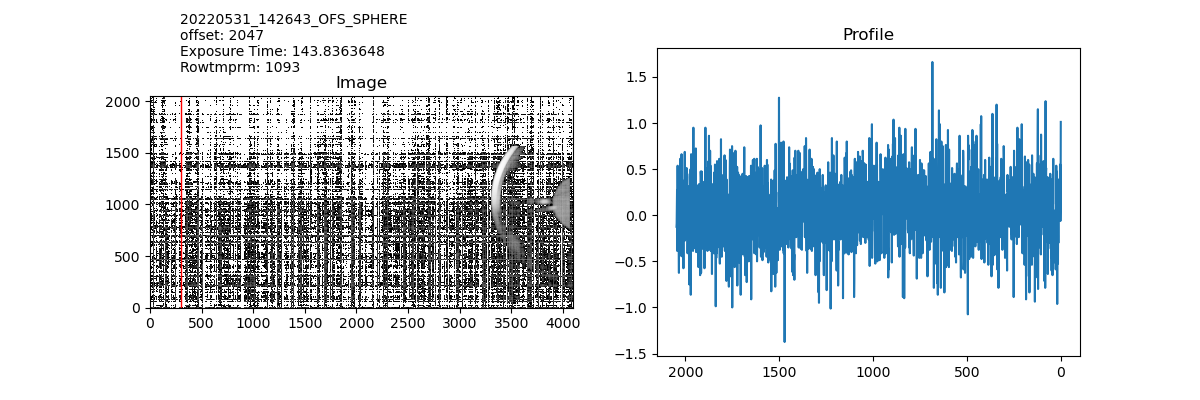 20220531_142643_OFS_SPHERE
offset: 2047
Exposure Time: 143.8363648
Rowtmprm: 1093
Image
2000
1500
1000
500
0
0 500 1000 1500 2000 2500 3000 3500 4000
Profile
1.5
1.0
0.5
0.0
−0.5
−1.0
−1.5
2000 1500 1000 500 0